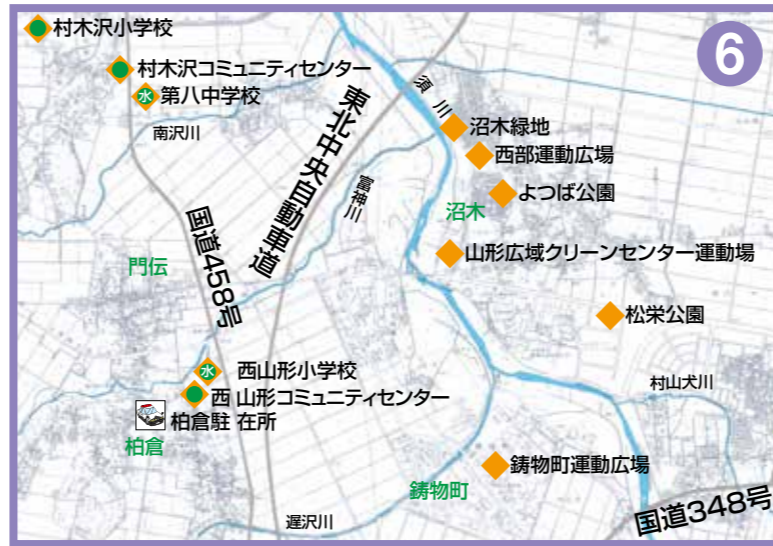 6
村木沢小学校
村木沢コミュニティセンター
水 第八中学校
南沢川
東北中央自動車道
須川
沼木緑地
西部運動広場
よつば公園
沼木
富神川
門伝
国道458号
山形広域クリーンセンター運動場
松栄公園
水 西山形小学校
西 山形コミュニティセンター
柏倉駐 在所
柏倉
村山犬川
鋳物町運動広場
鋳物町
遅沢川
国道348号